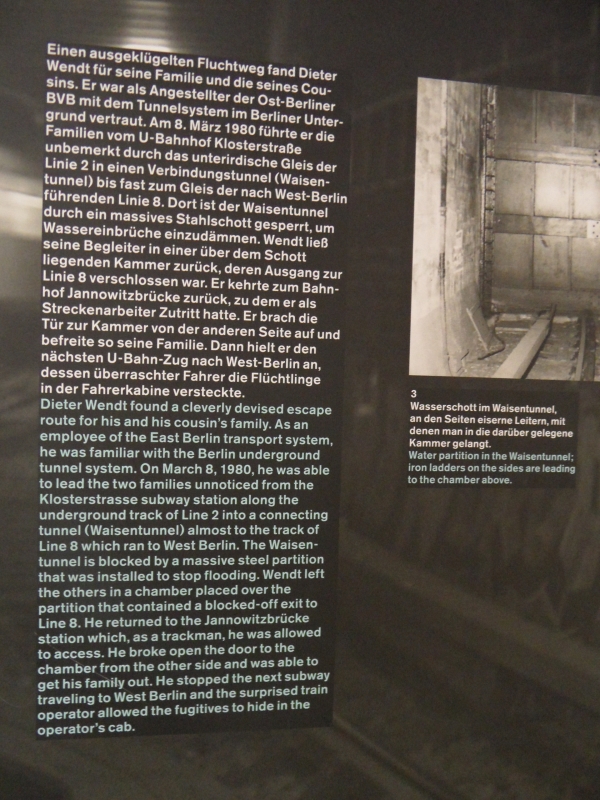 Einen ausgeklügelten Fluchtweg fand Dieter
Wendt für seine Familie und die seines Cou-
sins. Er war als Angestellter der Ost-Berliner
BVB mit dem Tunnelsystem im Berliner Unter-
grund vertraut. Am 8. März 1980 führte er die
Familien vom U-Bahnhof Klosterstraße
unbemerkt durch das unterirdische Gleis der
Linie 2 in einen Verbindungstunnel (Waisen-
tunnel) bis fast zum Gleis der nach West-Berlin
führenden Linie 8. Dort ist der Waisentunnel
durch ein massives Stahlschott gesperrt, um
Wassereinbrüche einzudämmen. Wendt ließ
seine Begleiter in einer über dem Schott
liegenden Kammer zurück, deren Ausgang zur
Linie 8 verschlossen war. Er kehrte zum Bahn-
hof Jannowitzbrücke zurück, zu dem er als
Streckenarbeiter Zutritt hatte. Er brach die
Tür zur Kammer von der anderen Seite auf und
befreite so seine Familie. Dann hielt er den
nächsten U-Bahn-Zug nach West-Berlin an,
dessen überraschter Fahrer die Flüchtlinge
in der Fahrerkabine versteckte.
Dieter Wendt found a cleverly devised escape
route for his and his cousin's family. As an
employee of the East Berlin transport system,
he was familiar with the Berlin underground
tunnel system. On March 8, 1980, he was able
to lead the two families unnoticed from the
Klosterstrasse subway station along the
underground track of Line 2 into a connecting
tunnel (Waisentunnel) almost to the track of
Line 8 which ran to West Berlin. The Waisen-
tunnel is blocked by a massive steel partition
that was installed to stop flooding. Wendt left
the others in a chamber placed over the
partition that contained a blocked-off exit to
Line 8. He returned to the Jannowitzbrücke
station which, as a trackman, he was allowed
to access. He broke open the door to the
chamber from the other side and was able to
get his family out. He stopped the next subway
traveling to West Berlin and the surprised train
operator allowed the fugitives to hide in the
operator's cab.
3
Wasserschott im Waisentunnel,
an den Seiten eiserne Leitern, mit
denen man in die darüber gelegene
Kammer gelangt.
Water partition in the Waisentunnel;
iron ladders on the sides are leading
to the chamber above.